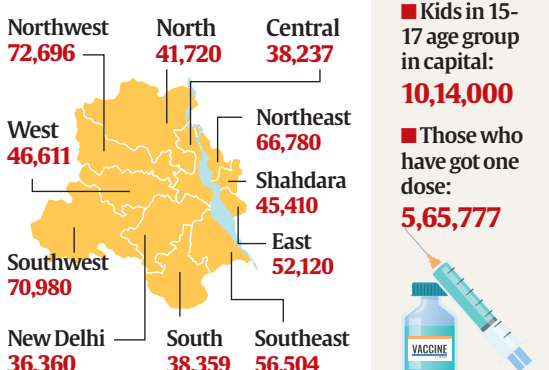 Northwest
72,696
North
41,720
Central
38,237
West
46,611
Northeast
66,780
Shahdara
45,410
East
52,120
Southwest
70,980
New Delhi
36,360
South
38,359
Southeast
56,504
Kids in 15-
17 age group
in capital:
10,14,000
Those who
have got one
dose:
5,65,777
VACCINE